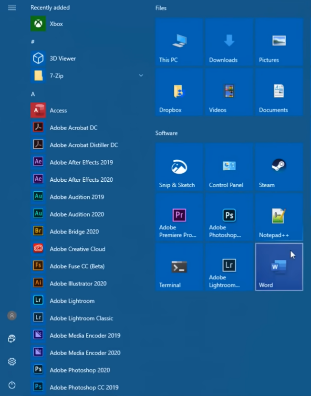 Recently added
Xbox
#
3D Viewer
7-Zip
A
Access
Adobe Acrobat DC
Adobe Acrobat Distiller DC
Adobe After Effects 2019
Adobe After Effects 2020
Adobe Audition 2019
Adobe Audition 2020
Adobe Bridge 2020
Adobe Creative Cloud
Adobe Fuse CC (Beta)
Adobe Illustrator 2020
Adobe Lightroom
Adobe Lightroom Classic
Adobe Media Encoder 2019
Adobe Media Encoder 2020
Adobe Photoshop 2020
Adobe Photoshop CC 2019
Files
This PC
Downloads
Pictures
Dropbox
Videos
Documents
Software
Snip & Sketch
Control Panel
Steam
Adobe
Premiere Pro...
Adobe
Photoshop...
Notepad++
Terminal
Adobe
Lightroom...
Word